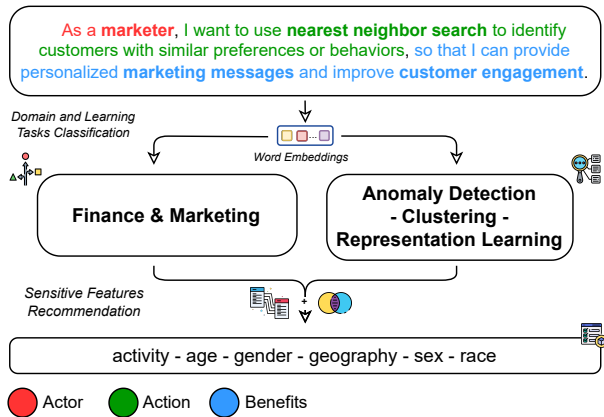 As a marketer, I want to use nearest neighbor search to identify
customers with similar preferences or behaviors, so that I can provide
personalized marketing messages and improve customer engagement.
Domain and Learning
Tasks Classification
...
Word Embeddings
Finance & Marketing
Anomaly Detection
- Clustering -
Representation Learning
Sensitive Features
Recommendation
+
activity - age - gender - geography - sex - race
Actor
Action
Benefits